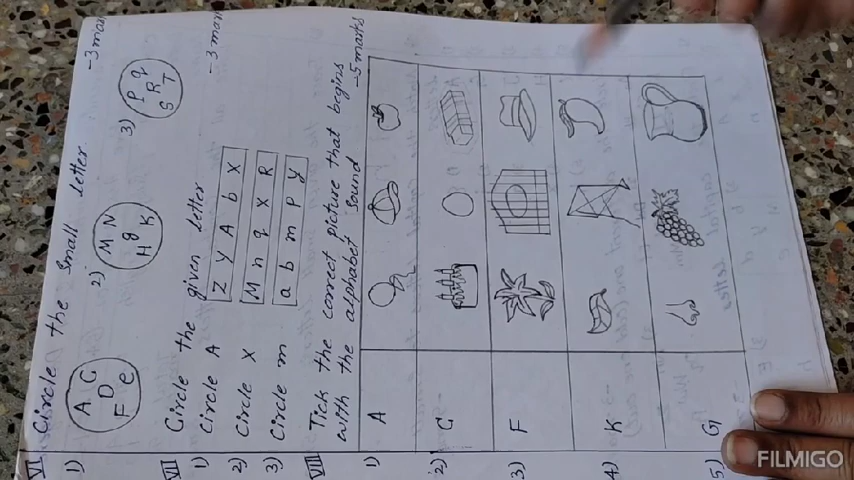 VI Circle the small letter -3 mar
1) A C D F e
2) M N g H K
3) P q R S T
VII Circle the given letter -3 mar
1) Circle A Z Y A b X
2) Circle X M n q X R
3) Circle m a b m P y
VIII Tick the correct picture that begins
with the alphabet sound -5 marks
1) A
2) C
3) F
4) K
5) G
FILMIGO